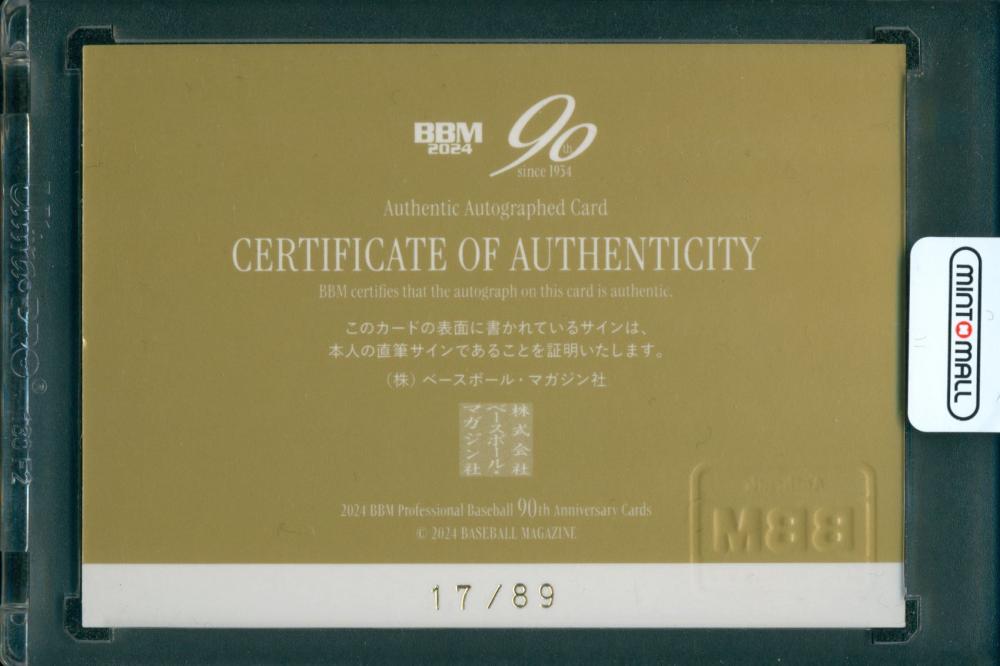 BBM
2024
90th
since 1934
Authentic Autographed Card
CERTIFICATE OF AUTHENTICITY
BBM certifies that the autograph on this card is authentic.
このカードの表面に書かれているサインは、
本人の直筆サインであることを証明いたします。
（株）ベースボール・マガジン社
株式会社
ベースボール・
マガジン社
2024 BBM Professional Baseball 90th Anniversary Cards
© 2024 BASEBALL MAGAZINE
17/89
BBM
MINT MALL